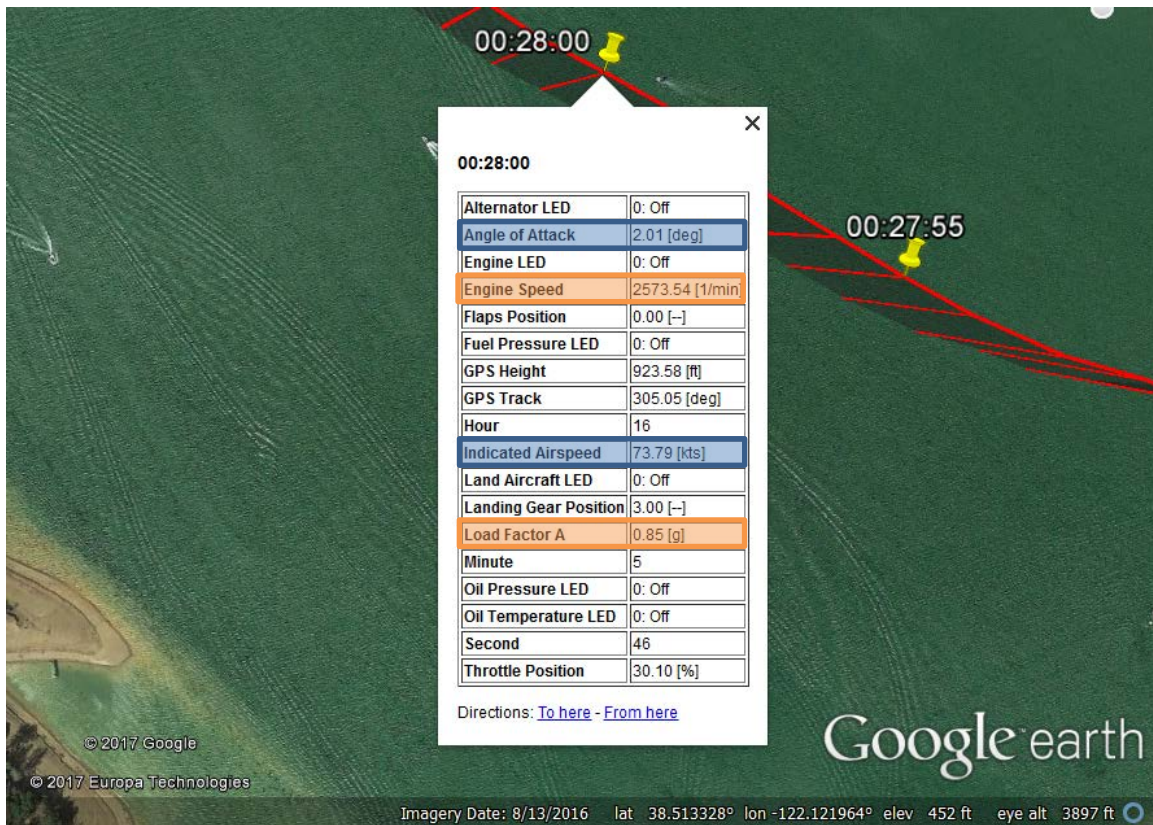 00:28:00
00:27:55
00:28:00
Alternator LED 0: Off
Angle of Attack 2.01 [deg]
Engine LED 0: Off
Engine Speed 2573.54 [1/min]
Flaps Position 0.00 [--]
Fuel Pressure LED 0: Off
GPS Height 923.58 [ft]
GPS Track 305.05 [deg]
Hour 16
Indicated Airspeed 73.79 [kts]
Land Aircraft LED 0: Off
Landing Gear Position 3.00 [--]
Load Factor A 0.85 [g]
Minute 5
Oil Pressure LED 0: Off
Oil Temperature LED 0: Off
Second 46
Throttle Position 30.10 [%]
Directions: To here - From here
© 2017 Google
Google earth
© 2017 Europa Technologies
Imagery Date: 8/13/2016 lat 38.513328° lon -122.121964° elev 452 ft eye alt 3897 ft